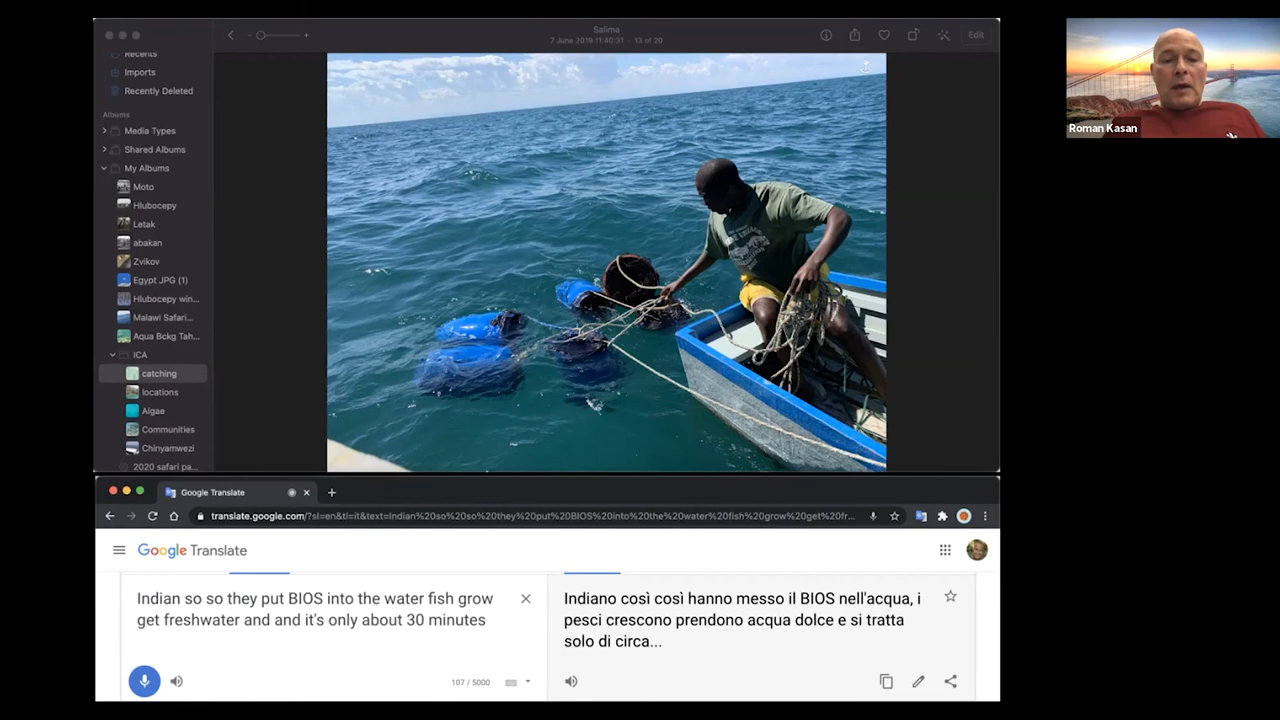 Salima
7 June 2019 11:40:31 · 13 of 20
Edit
Recents
Imports
Recently Deleted
Albums
Media Types
Shared Albums
My Albums
Moto
Hlubocepy
Letak
abakan
Zvikov
Egypt JPG (1)
Hlubocepy win...
Malawi Safari...
Aqua Bckg Tah...
ICA
catching
locations
Algae
Communities
Chinyamwezi
2020 safari pa...
Roman Kasan
Google Translate
translate.google.com/?sl=en&tl=it&text=Indian%20so%20so%20they%20put%20BIOS%20into%20the%20water%20fish%20grow%20get%20fr...
Google Translate
Indian so so they put BIOS into the water fish grow
get freshwater and and it's only about 30 minutes
107 / 5000
Indiano così così hanno messo il BIOS nell'acqua, i
pesci crescono prendono acqua dolce e si tratta
solo di circa...